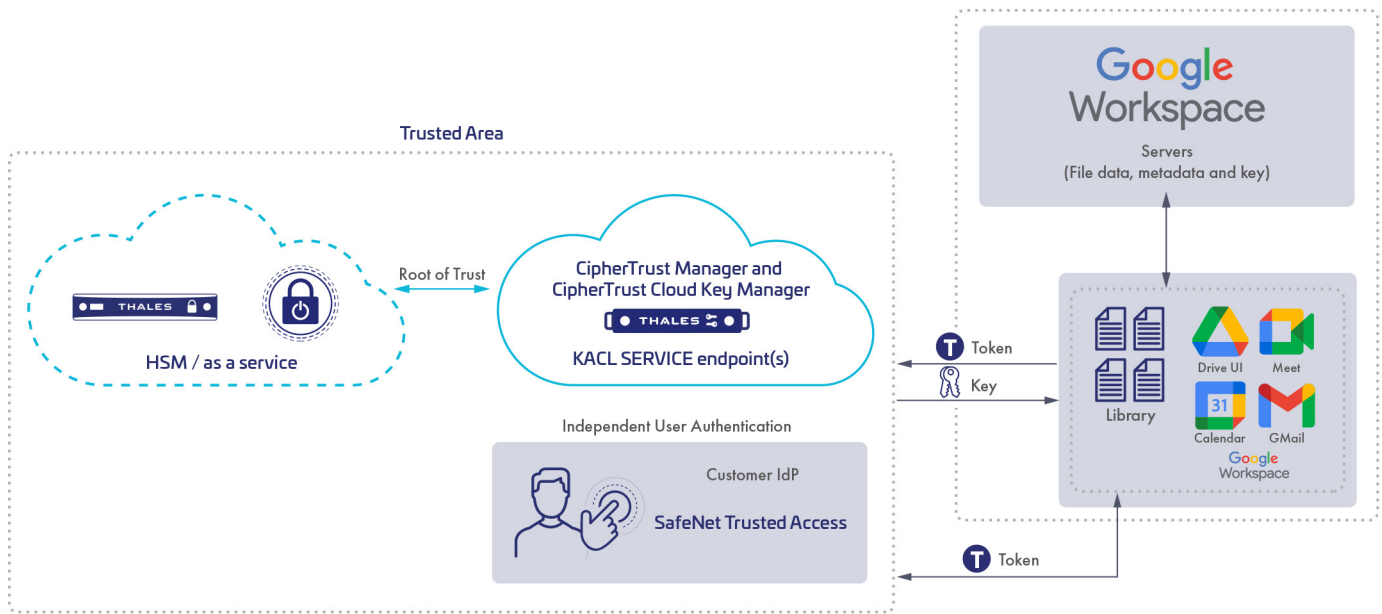 Google
Workspace
Servers
(File data, metadata and key)
Trusted Area
Root of Trust
THALES
HSM / as a service
CipherTrust Manager and
CipherTrust Cloud Key Manager
THALES
KACL SERVICE endpoint(s)
T Token
Key
Library
Drive UI
Meet
31
Calendar
GMail
Google
Workspace
Independent User Authentication
Customer IdP
SafeNet Trusted Access
T Token